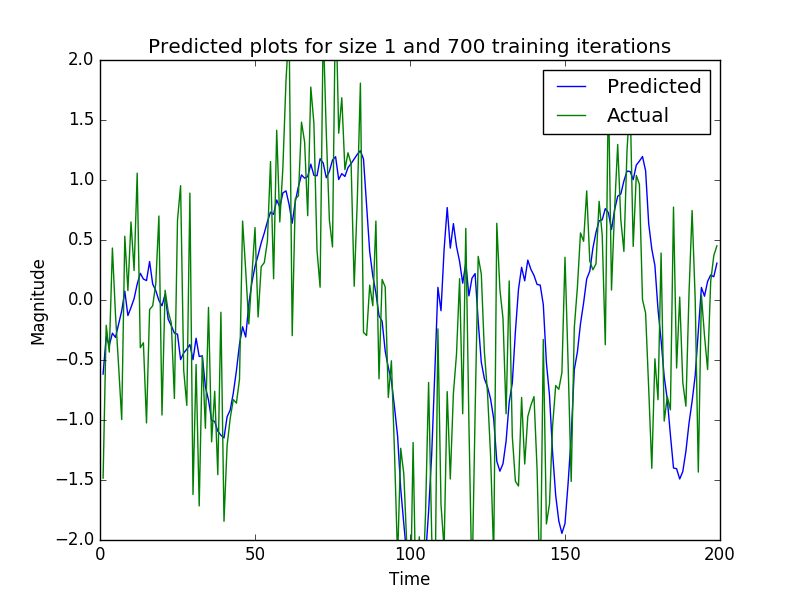 Predicted plots for size 1 and 700 training iterations
Predicted
Actual
2.0
1.5
1.0
0.5
0.0
−0.5
−1.0
−1.5
−2.0
Magnitude
0 50 100 150 200
Time